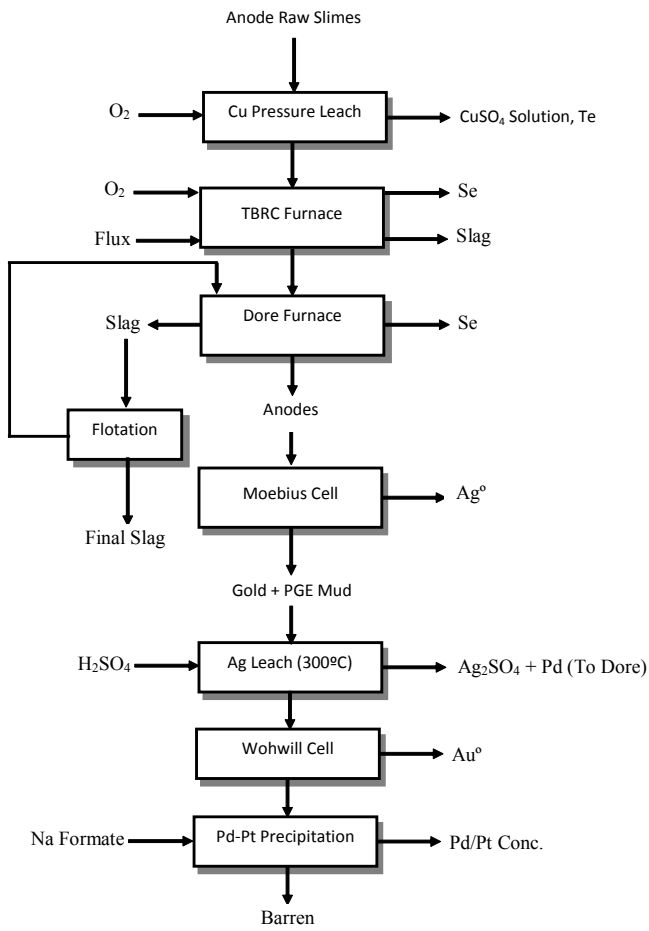 Anode Raw Slimes
O₂
Cu Pressure Leach
CuSO₄ Solution, Te
O₂
Se
TBRC Furnace
Flux
Slag
Slag
Dore Furnace
Se
Anodes
Flotation
Moebius Cell
Agº
Final Slag
Gold + PGE Mud
H₂SO₄
Ag Leach (300ºC)
Ag₂SO₄ + Pd (To Dore)
Wohwill Cell
Auº
Na Formate
Pd-Pt Precipitation
Pd/Pt Conc.
Barren